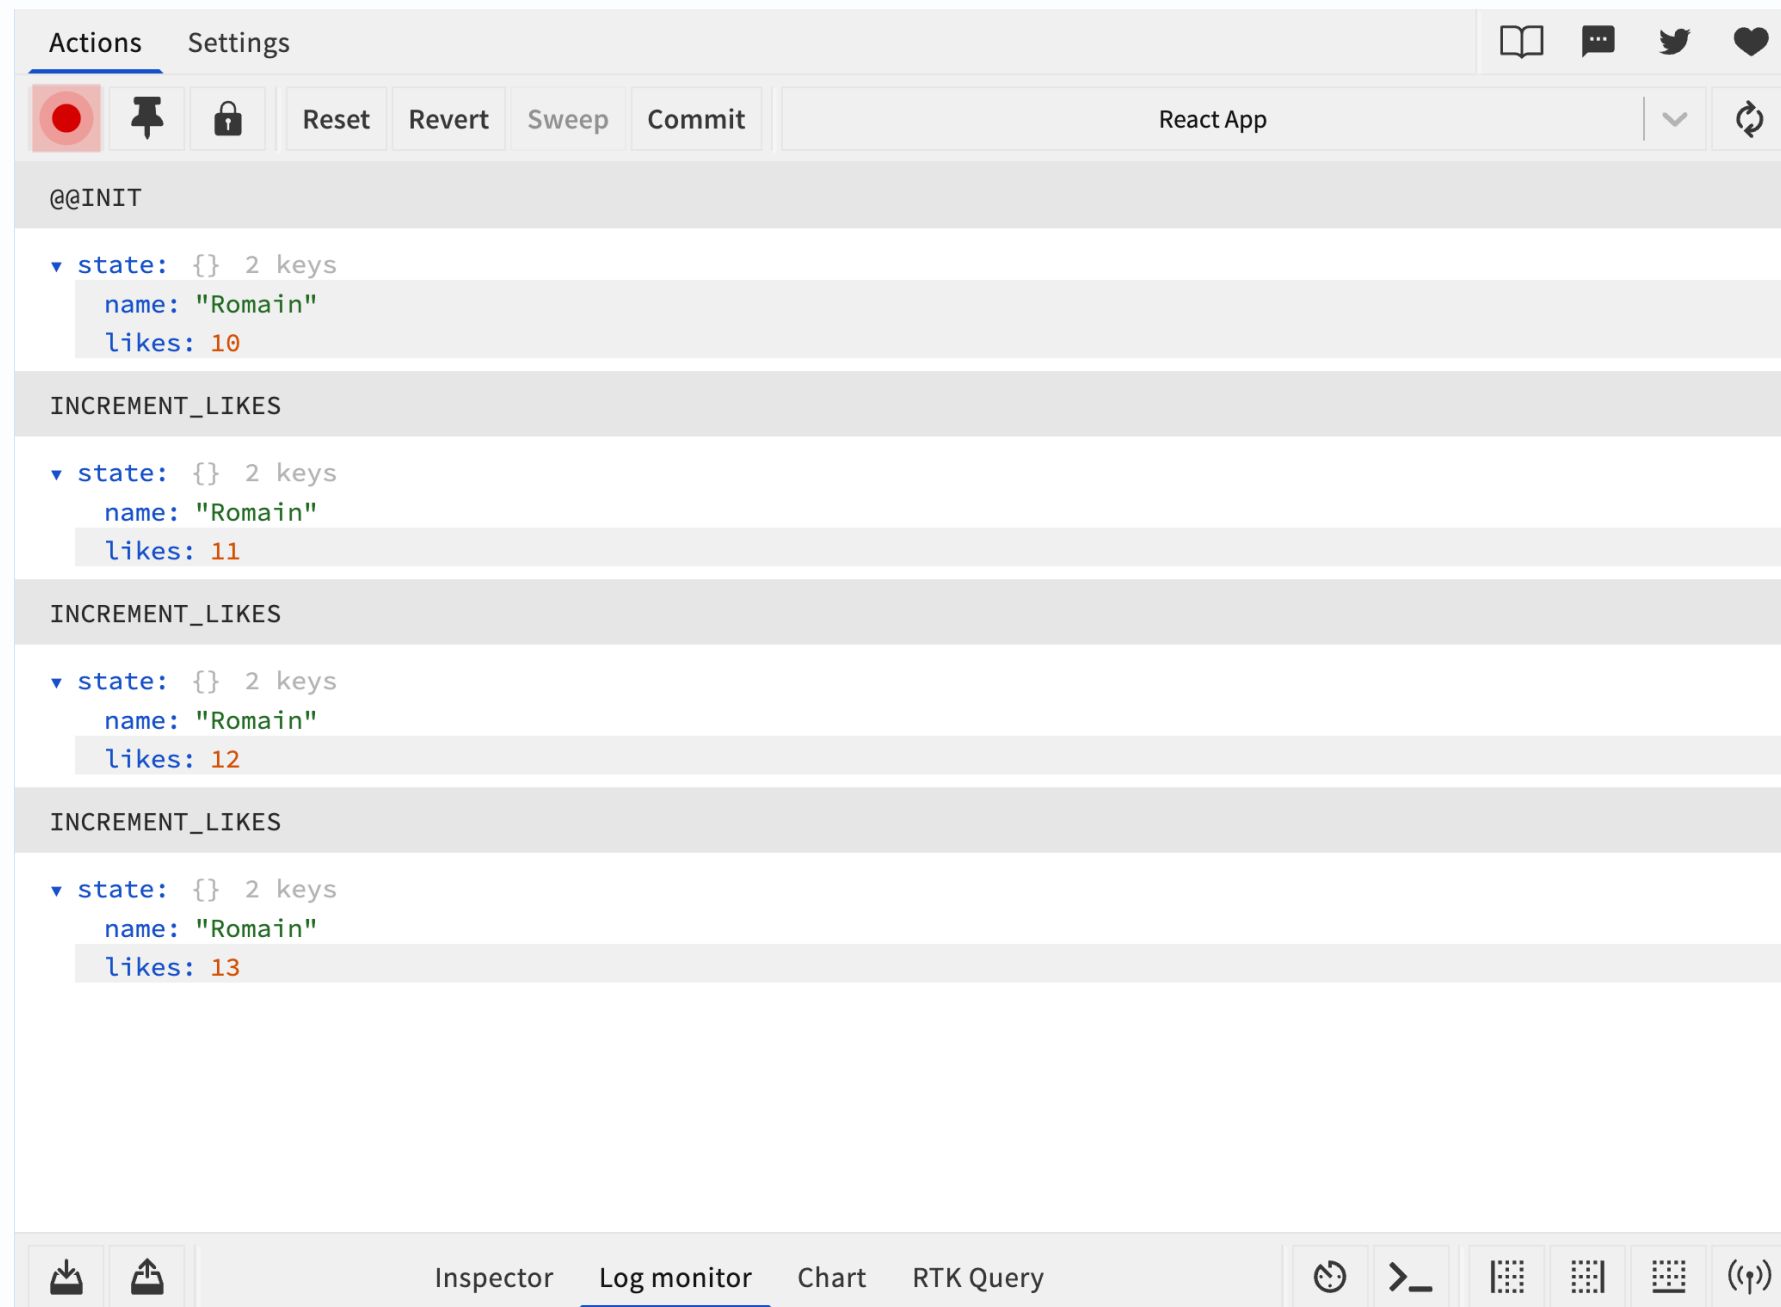 Actions Settings
Reset Revert Sweep Commit React App
@@INIT
state: {} 2 keys
name: "Romain"
likes: 10
INCREMENT_LIKES
state: {} 2 keys
name: "Romain"
likes: 11
INCREMENT_LIKES
state: {} 2 keys
name: "Romain"
likes: 12
INCREMENT_LIKES
state: {} 2 keys
name: "Romain"
likes: 13
Inspector Log monitor Chart RTK Query